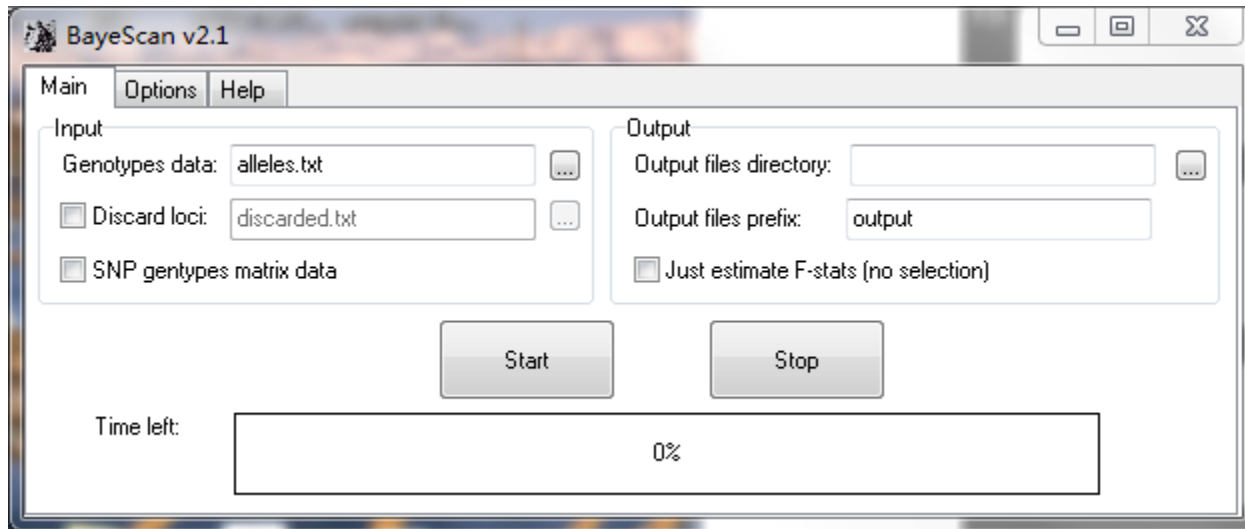 BayeScan v2.1
Main Options Help
Input
Genotypes data: alleles.txt ...
Discard loci: discarded.txt ...
SNP gentypes matrix data
Output
Output files directory: ...
Output files prefix: output
Just estimate F-stats (no selection)
Start Stop
Time left: 0%